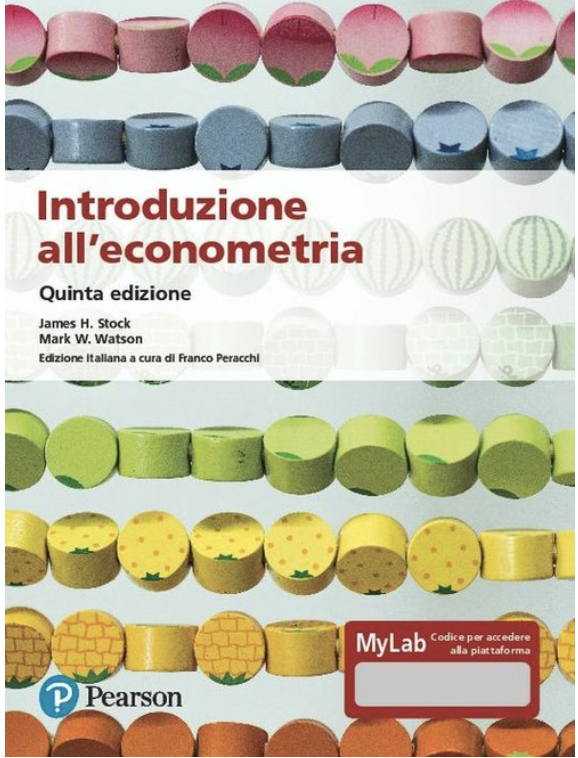 Introduzione
all’econometria
Quinta edizione
James H. Stock
Mark W. Watson
Edizione italiana a cura di Franco Peracchi
MyLab Codice per accedere
alla piattaforma
Pearson